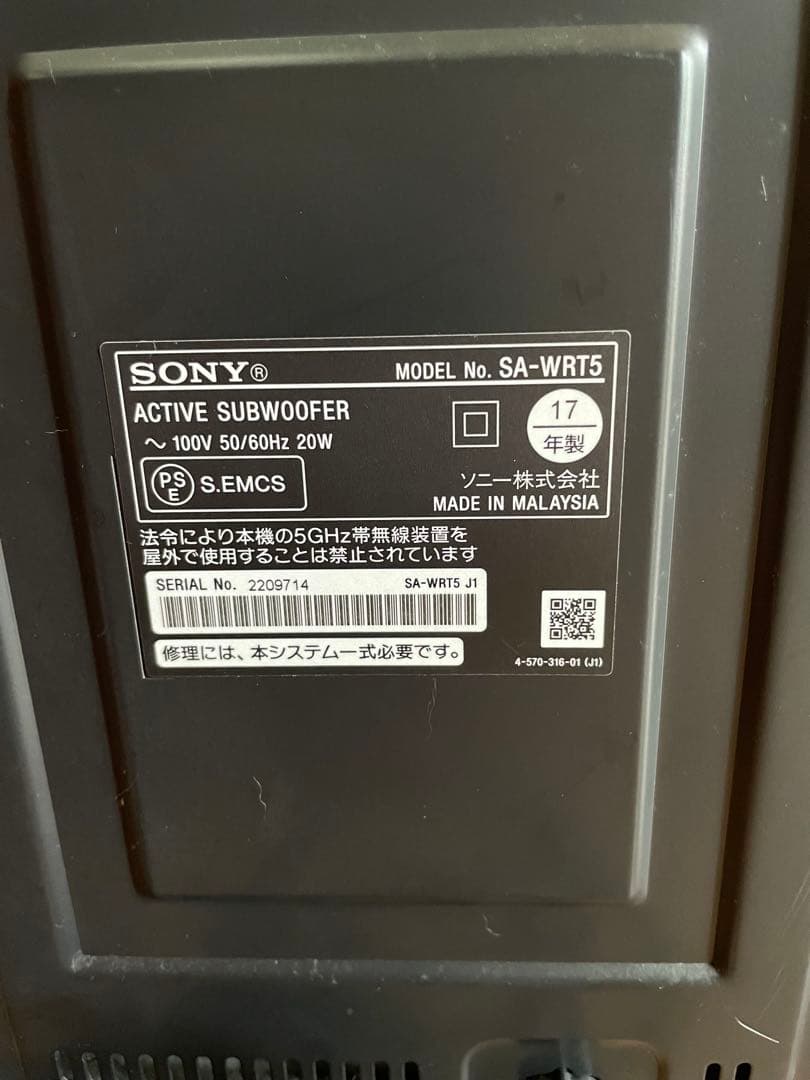 SONY® MODEL No. SA-WRT5
ACTIVE SUBWOOFER
～ 100V 50/60Hz 20W
17
年製
PS
E
S.EMCS
ソニー株式会社
MADE IN MALAYSIA
法令により本機の5GHz帯無線装置を
屋外で使用することは禁止されています
SERIAL No. 2209714 SA-WRT5 J1
修理には、本システム一式必要です。
4-570-316-01 (J1)